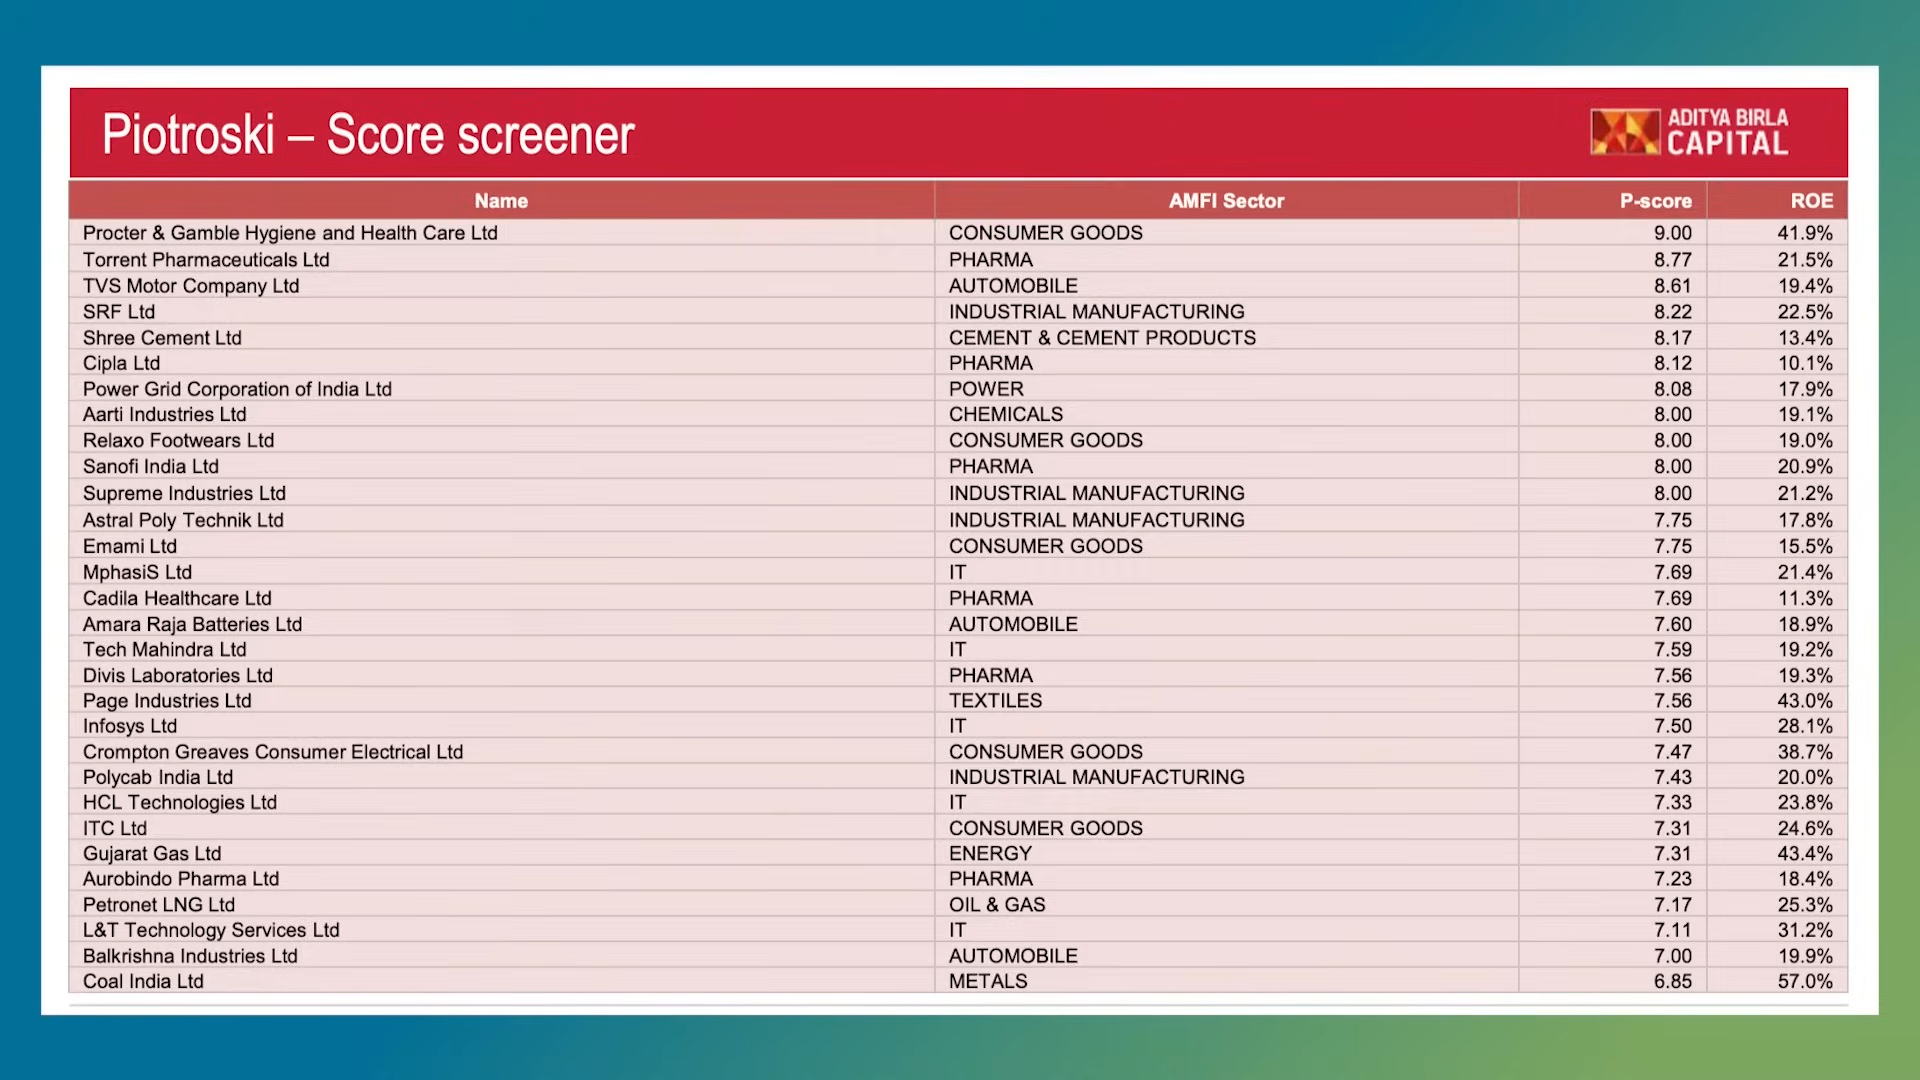 Piotroski – Score screener
ADITYA BIRLA
CAPITAL
Name AMFI Sector P-score ROE
Procter & Gamble Hygiene and Health Care Ltd CONSUMER GOODS 9.00 41.9%
Torrent Pharmaceuticals Ltd PHARMA 8.77 21.5%
TVS Motor Company Ltd AUTOMOBILE 8.61 19.4%
SRF Ltd INDUSTRIAL MANUFACTURING 8.22 22.5%
Shree Cement Ltd CEMENT & CEMENT PRODUCTS 8.17 13.4%
Cipla Ltd PHARMA 8.12 10.1%
Power Grid Corporation of India Ltd POWER 8.08 17.9%
Aarti Industries Ltd CHEMICALS 8.00 19.1%
Relaxo Footwears Ltd CONSUMER GOODS 8.00 19.0%
Sanofi India Ltd PHARMA 8.00 20.9%
Supreme Industries Ltd INDUSTRIAL MANUFACTURING 8.00 21.2%
Astral Poly Technik Ltd INDUSTRIAL MANUFACTURING 7.75 17.8%
Emami Ltd CONSUMER GOODS 7.75 15.5%
MphasiS Ltd IT 7.69 21.4%
Cadila Healthcare Ltd PHARMA 7.69 11.3%
Amara Raja Batteries Ltd AUTOMOBILE 7.60 18.9%
Tech Mahindra Ltd IT 7.59 19.2%
Divis Laboratories Ltd PHARMA 7.56 19.3%
Page Industries Ltd TEXTILES 7.56 43.0%
Infosys Ltd IT 7.50 28.1%
Crompton Greaves Consumer Electrical Ltd CONSUMER GOODS 7.47 38.7%
Polycab India Ltd INDUSTRIAL MANUFACTURING 7.43 20.0%
HCL Technologies Ltd IT 7.33 23.8%
ITC Ltd CONSUMER GOODS 7.31 24.6%
Gujarat Gas Ltd ENERGY 7.31 43.4%
Aurobindo Pharma Ltd PHARMA 7.23 18.4%
Petronet LNG Ltd OIL & GAS 7.17 25.3%
L&T Technology Services Ltd IT 7.11 31.2%
Balkrishna Industries Ltd AUTOMOBILE 7.00 19.9%
Coal India Ltd METALS 6.85 57.0%